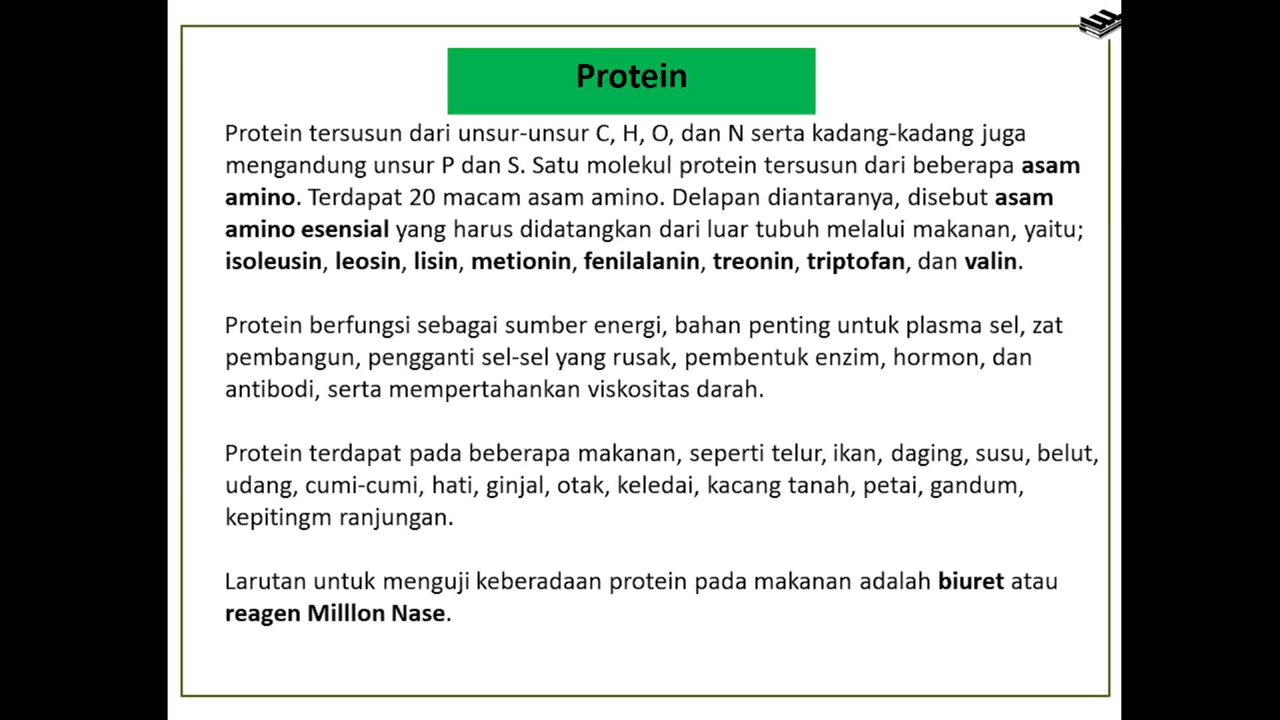 Protein
Protein tersusun dari unsur-unsur C, H, O, dan N serta kadang-kadang juga
mengandung unsur P dan S. Satu molekul protein tersusun dari beberapa asam
amino. Terdapat 20 macam asam amino. Delapan diantaranya, disebut asam
amino esensial yang harus didatangkan dari luar tubuh melalui makanan, yaitu;
isoleusin, leosin, lisin, metionin, fenilalanin, treonin, triptofan, dan valin.
Protein berfungsi sebagai sumber energi, bahan penting untuk plasma sel, zat
pembangun, pengganti sel-sel yang rusak, pembentuk enzim, hormon, dan
antibodi, serta mempertahankan viskositas darah.
Protein terdapat pada beberapa makanan, seperti telur, ikan, daging, susu, belut,
udang, cumi-cumi, hati, ginjal, otak, keledai, kacang tanah, petai, gandum,
kepitingm ranjungan.
Larutan untuk menguji keberadaan protein pada makanan adalah biuret atau
reagen Milllon Nase.